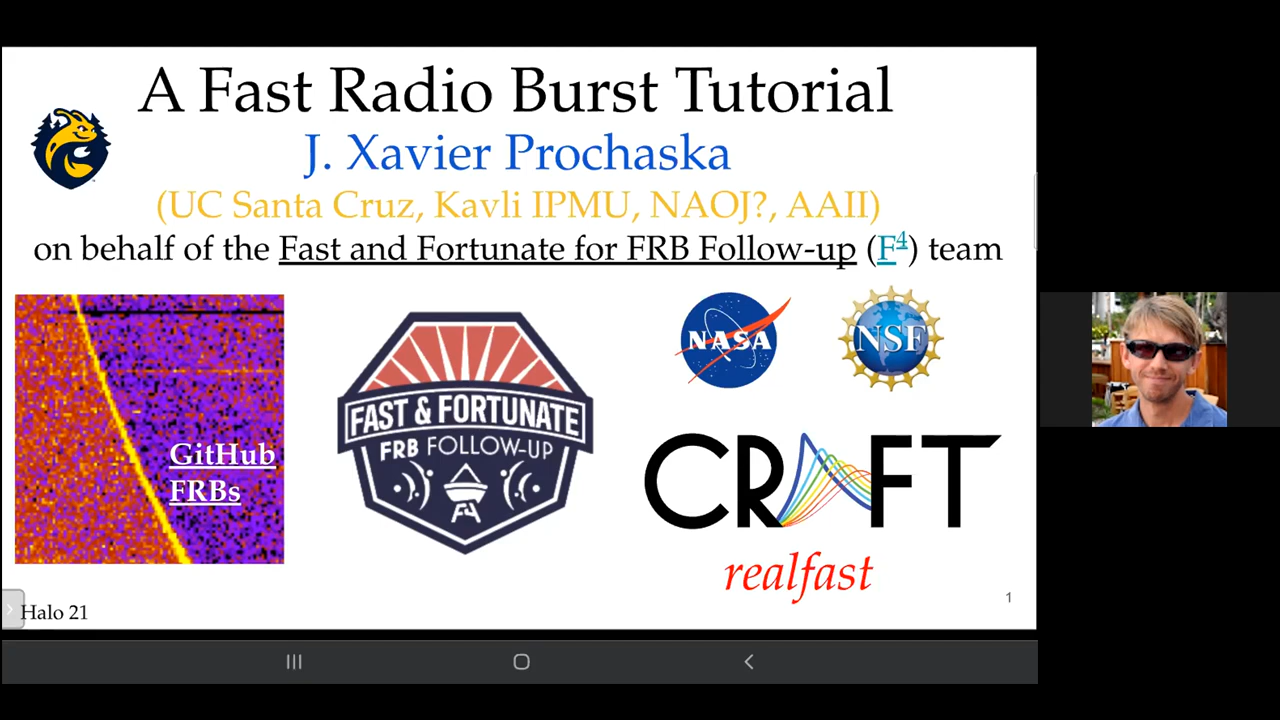 A Fast Radio Burst Tutorial
J. Xavier Prochaska
(UC Santa Cruz, Kavli IPMU, NAOJ?, AAII)
on behalf of the Fast and Fortunate for FRB Follow-up (F4) team
GitHub
FRBs
FAST & FORTUNATE
FRB FOLLOW-UP
F4
NASA
NSF
CRAFT
realfast
Halo 21
1